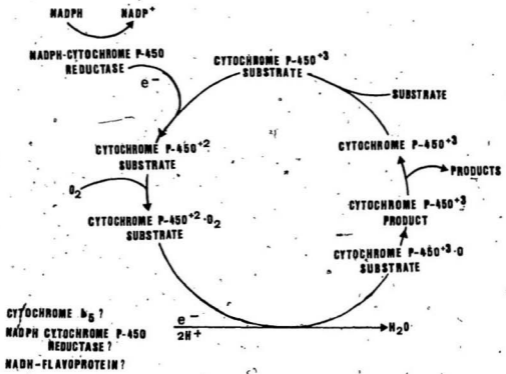 NADPH NADP+
NADPH-CYTOCHROME P-450
REDUCTASE
e-
CYTOCHROME P-450+3
SUBSTRATE
SUBSTRATE
CYTOCHROME P-450+2
SUBSTRATE
CYTOCHROME P-450+3
PRODUCTS
O2
CYTOCHROME P-450+3
PRODUCT
CYTOCHROME P-450+2·O2
SUBSTRATE
CYTOCHROME P-450+3·O
SUBSTRATE
CYTOCHROME b5?
NADPH CYTOCHROME P-450
REDUCTASE?
NADH-FLAVOPROTEIN?
e-
2H+
H2O